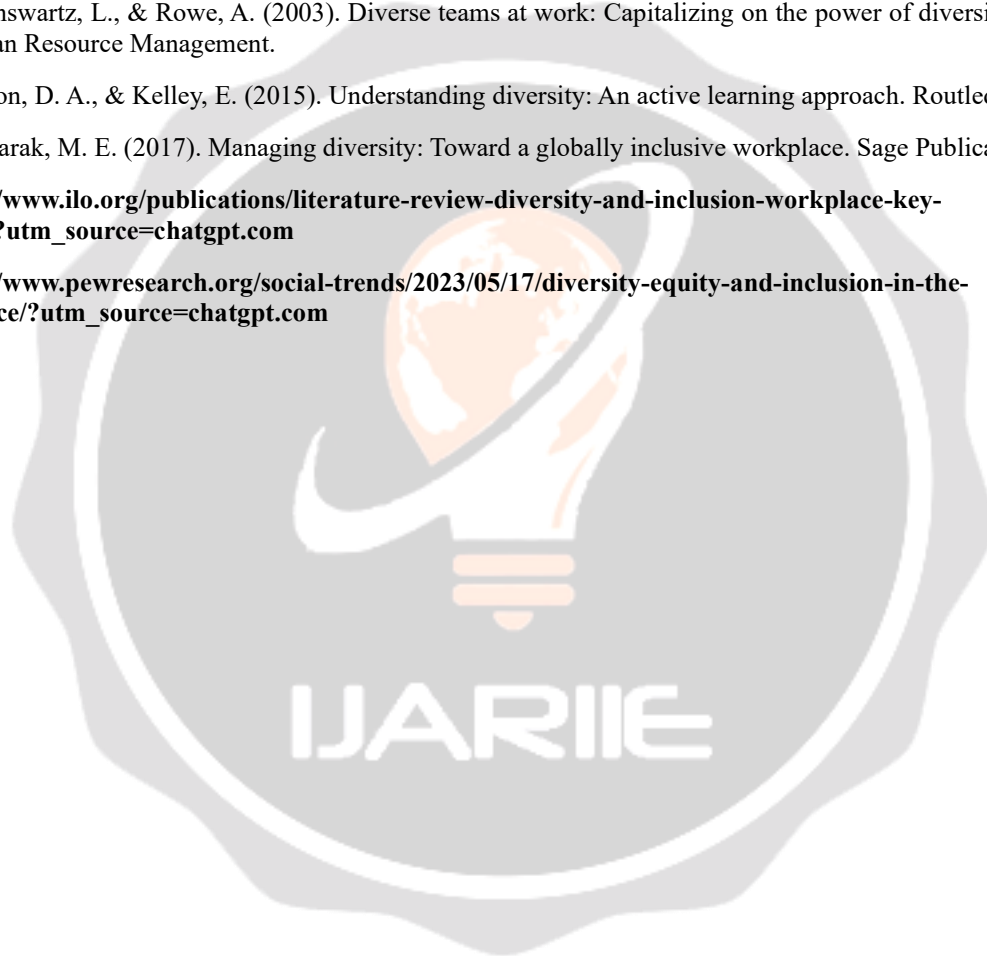 nswartz, L., & Rowe, A. (2003). Diverse teams at work: Capitalizing on the power of diversi
an Resource Management.
on, D. A., & Kelley, E. (2015). Understanding diversity: An active learning approach. Routled
arak, M. E. (2017). Managing diversity: Toward a globally inclusive workplace. Sage Publica
/www.ilo.org/publications/literature-review-diversity-and-inclusion-workplace-key-
?utm_source=chatgpt.com
/www.pewresearch.org/social-trends/2023/05/17/diversity-equity-and-inclusion-in-the-
ce/?utm_source=chatgpt.com
IJARIIE